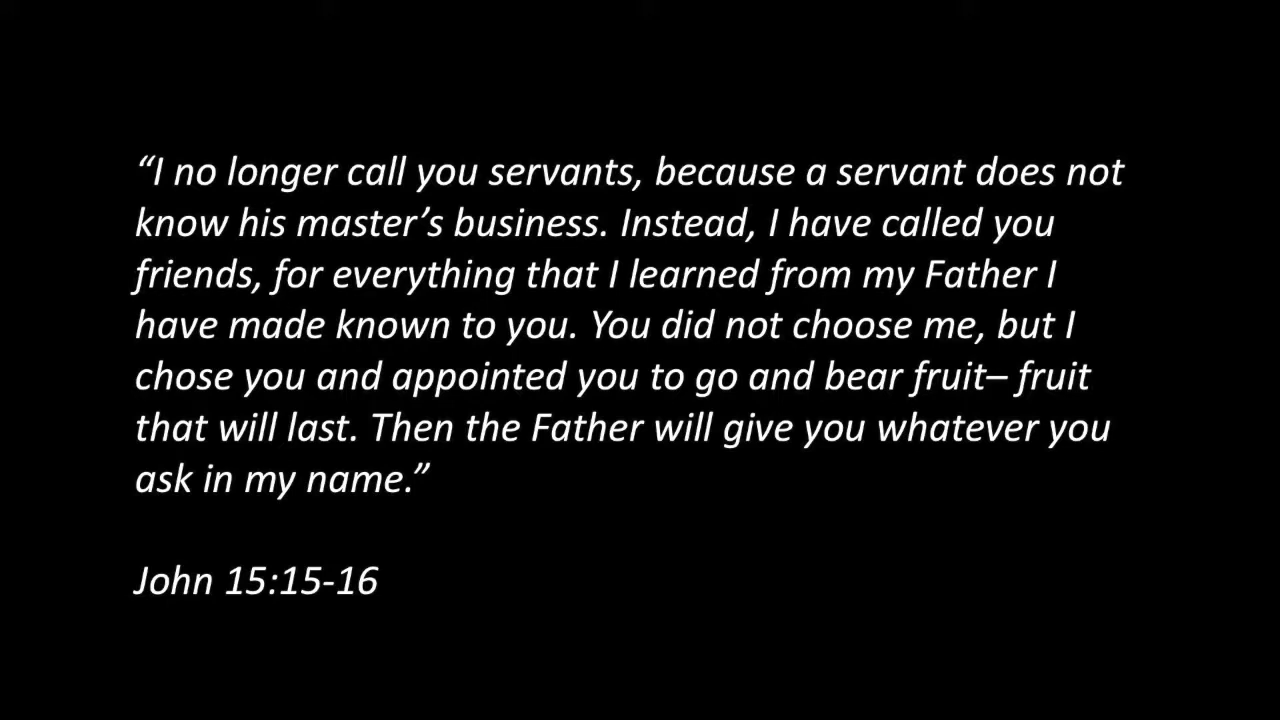 “I no longer call you servants, because a servant does not
know his master’s business. Instead, I have called you
friends, for everything that I learned from my Father I
have made known to you. You did not choose me, but I
chose you and appointed you to go and bear fruit– fruit
that will last. Then the Father will give you whatever you
ask in my name.”
John 15:15-16